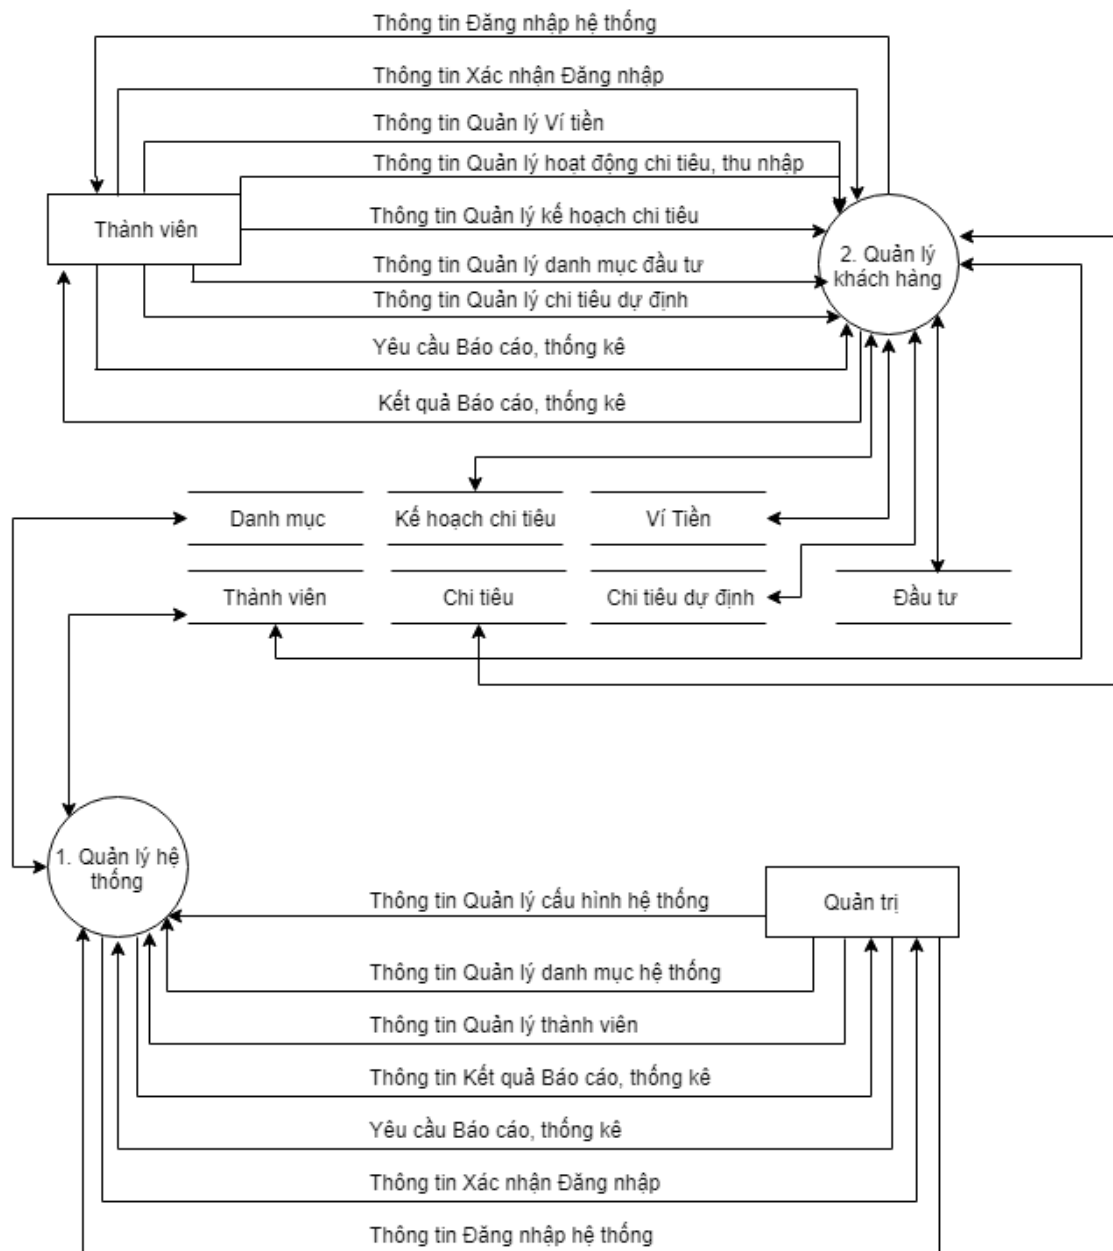 Thông tin Đăng nhập hệ thống
Thông tin Xác nhận Đăng nhập
Thông tin Quản lý Ví tiền
Thông tin Quản lý hoạt động chi tiêu, thu nhập
Thành viên
Thông tin Quản lý kế hoạch chi tiêu
2. Quản lý
khách hàng
Thông tin Quản lý danh mục đầu tư
Thông tin Quản lý chi tiêu dự định
Yêu cầu Báo cáo, thống kê
Kết quả Báo cáo, thống kê
Danh mục
Kế hoạch chi tiêu
Ví Tiền
Thành viên
Chi tiêu
Chi tiêu dự định
Đầu tư
1. Quản lý hệ
thống
Thông tin Quản lý cấu hình hệ thống
Quản trị
Thông tin Quản lý danh mục hệ thống
Thông tin Quản lý thành viên
Thông tin Kết quả Báo cáo, thống kê
Yêu cầu Báo cáo, thống kê
Thông tin Xác nhận Đăng nhập
Thông tin Đăng nhập hệ thống